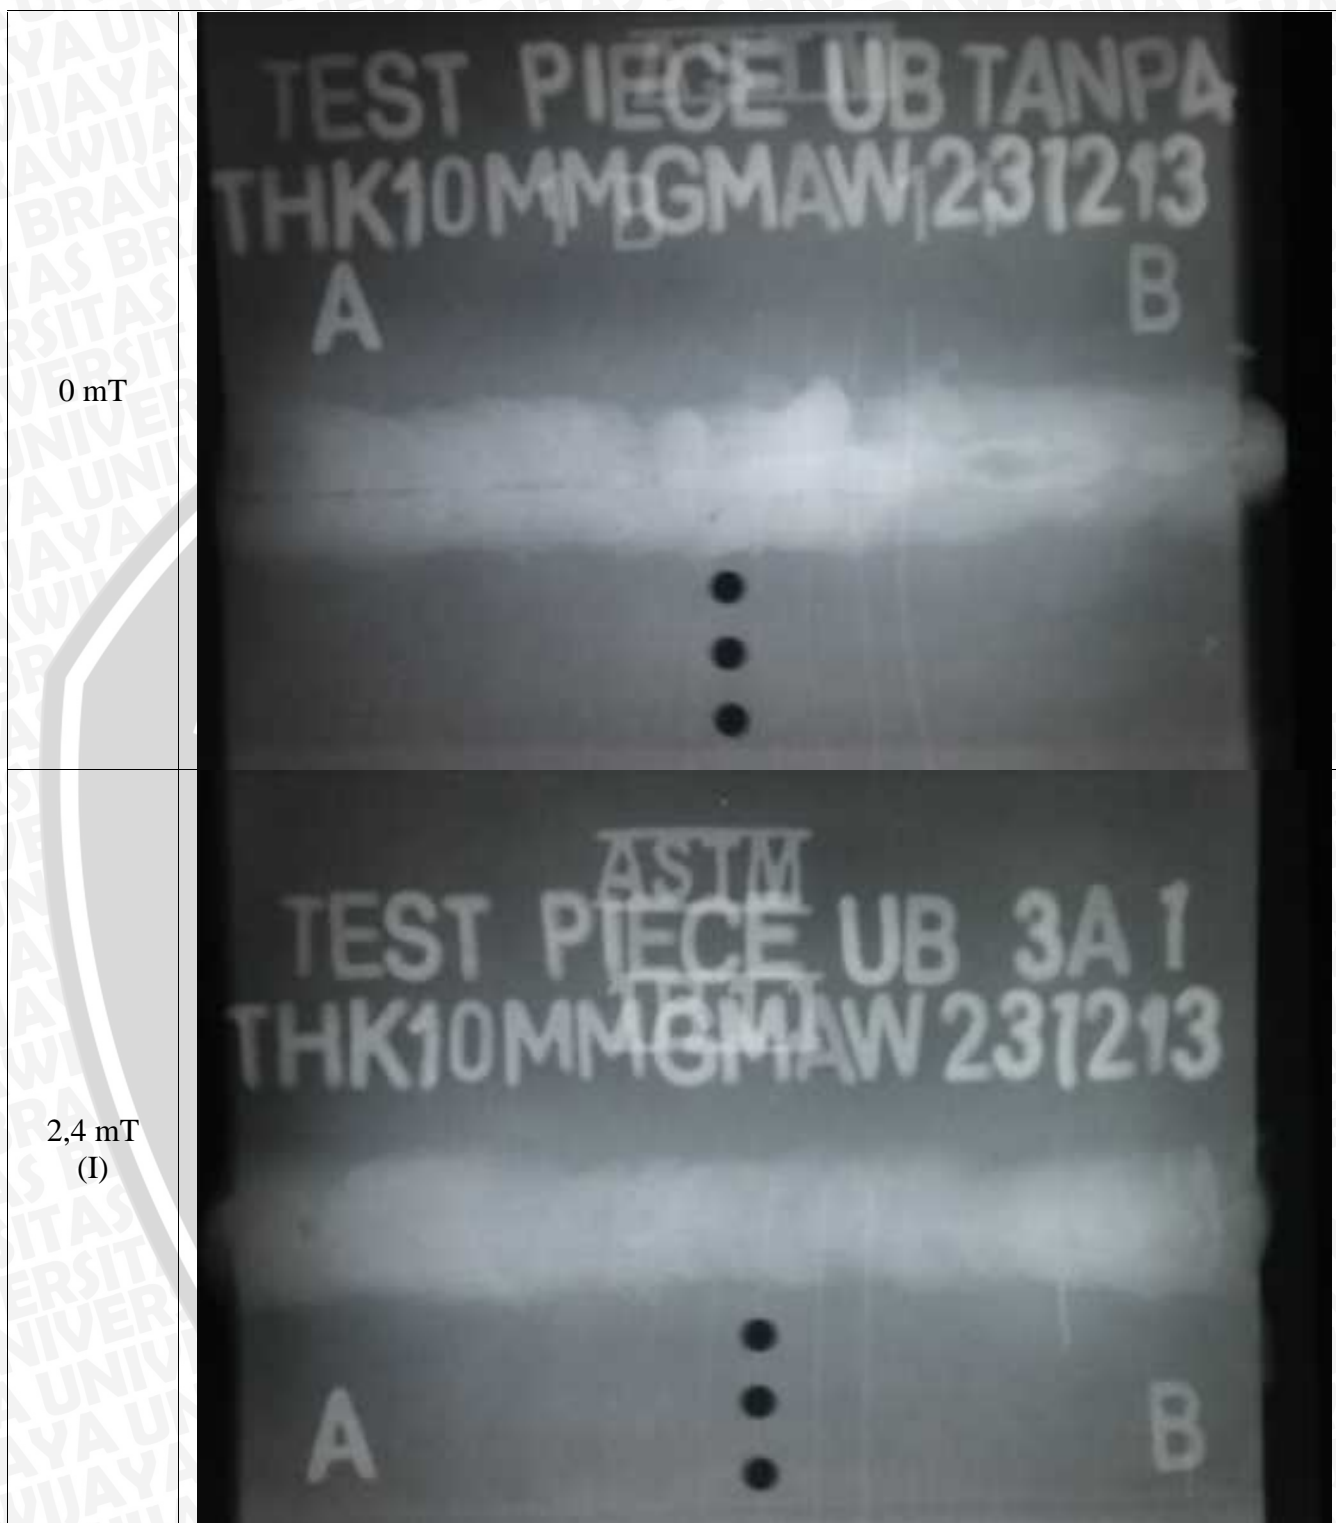 TEST PIECE UB TANPA
THK10MMGMAW 231213
A B
0 mT
ASTM
TEST PIECE UB 3A 1
THK10MMGMAW 231213
2,4 mT
(I)
A B